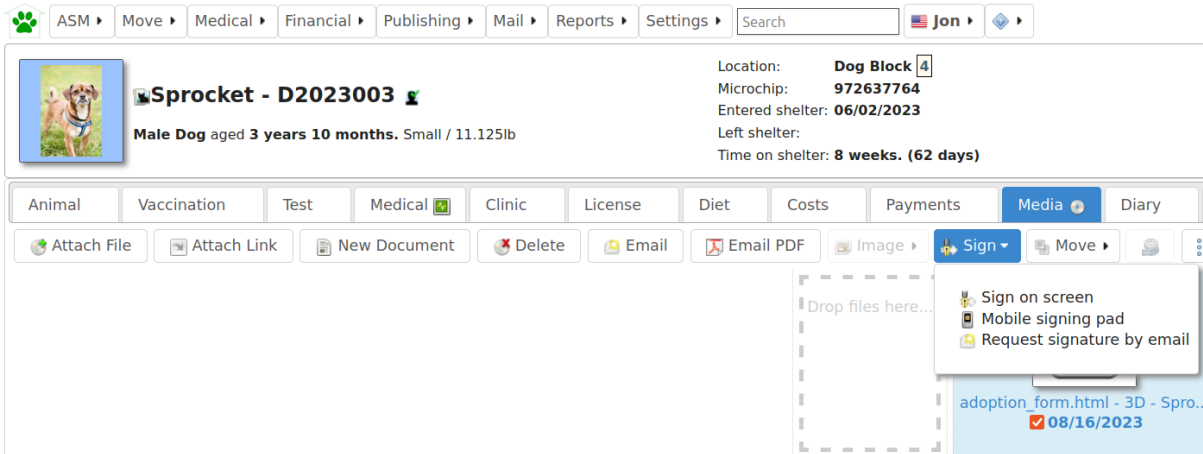 ASM Move Medical Financial Publishing Mail Reports Settings Search Jon
Location: Dog Block 4
Microchip: 972637764
Sprocket - D2023003
Entered shelter: 06/02/2023
Male Dog aged 3 years 10 months. Small / 11.125lb
Left shelter:
Time on shelter: 8 weeks. (62 days)
Animal Vaccination Test Medical Clinic License Diet Costs Payments Media Diary
Attach File Attach Link New Document Delete Email Email PDF Image Sign Move
Drop files here...
Sign on screen
Mobile signing pad
Request signature by email
adoption_form.html - 3D - Spro...
08/16/2023